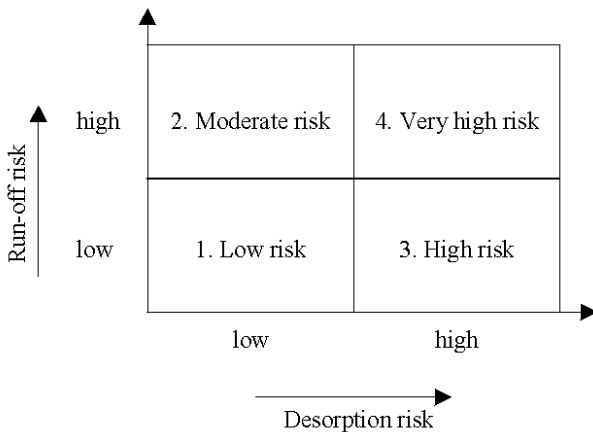 high
2. Moderate risk
4. Very high risk
Run-off risk
low
1. Low risk
3. High risk
low
high
Desorption risk